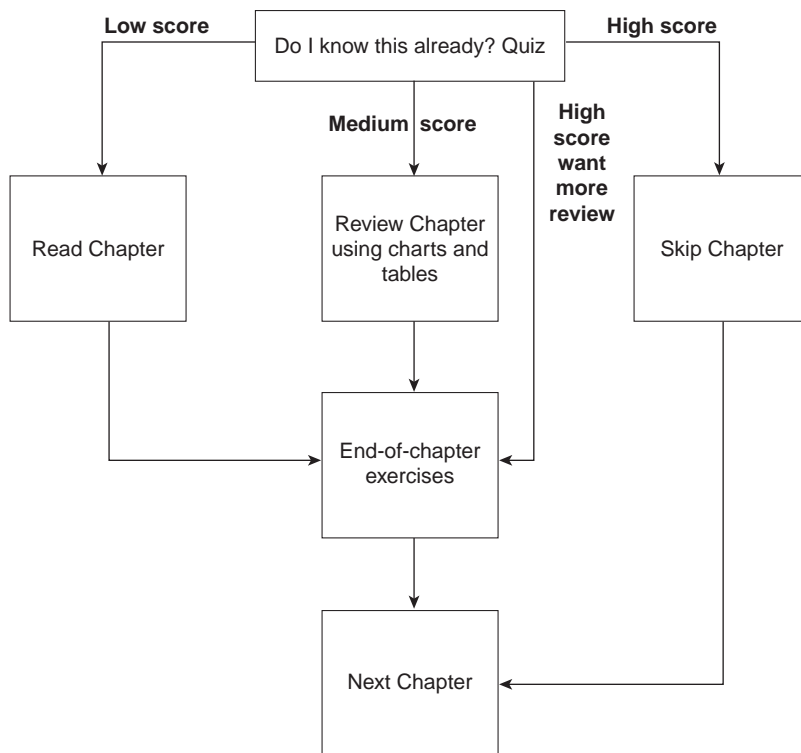 Low score
Do I know this already? Quiz
High score
Medium score
High
score
want
more
review
Read Chapter
Review Chapter
using charts and
tables
Skip Chapter
End-of-chapter
exercises
Next Chapter